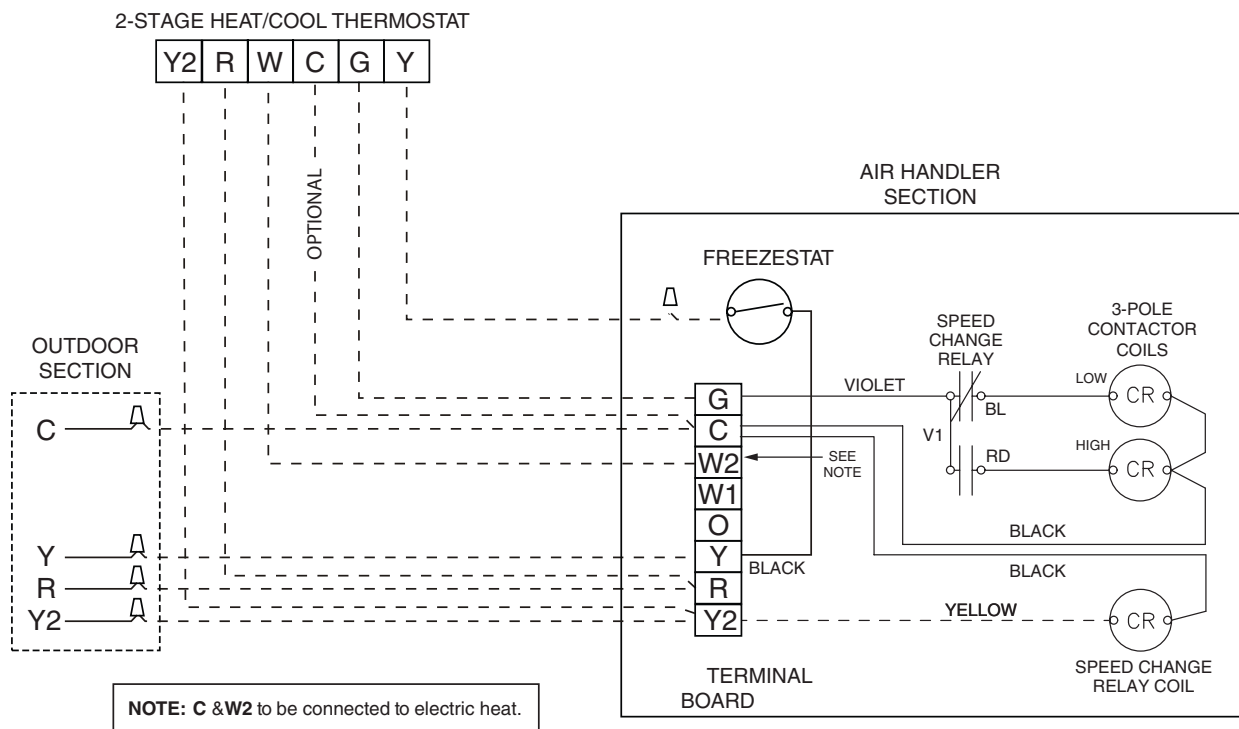 2-STAGE HEAT/COOL THERMOSTAT
Y2 R W C G Y
OPTIONAL
AIR HANDLER
SECTION
FREEZESTAT
SPEED
CHANGE
RELAY
3-POLE
CONTACTOR
COILS
OUTDOOR
SECTION
C
Y
R
Y2
G
C
W2
W1
O
Y
R
Y2
VIOLET
BL
LOW
CR
V1
RD
HIGH
CR
SEE
NOTE
BLACK
BLACK
BLACK
YELLOW
CR
SPEED CHANGE
RELAY COIL
TERMINAL
BOARD
NOTE: C &W2 to be connected to electric heat.